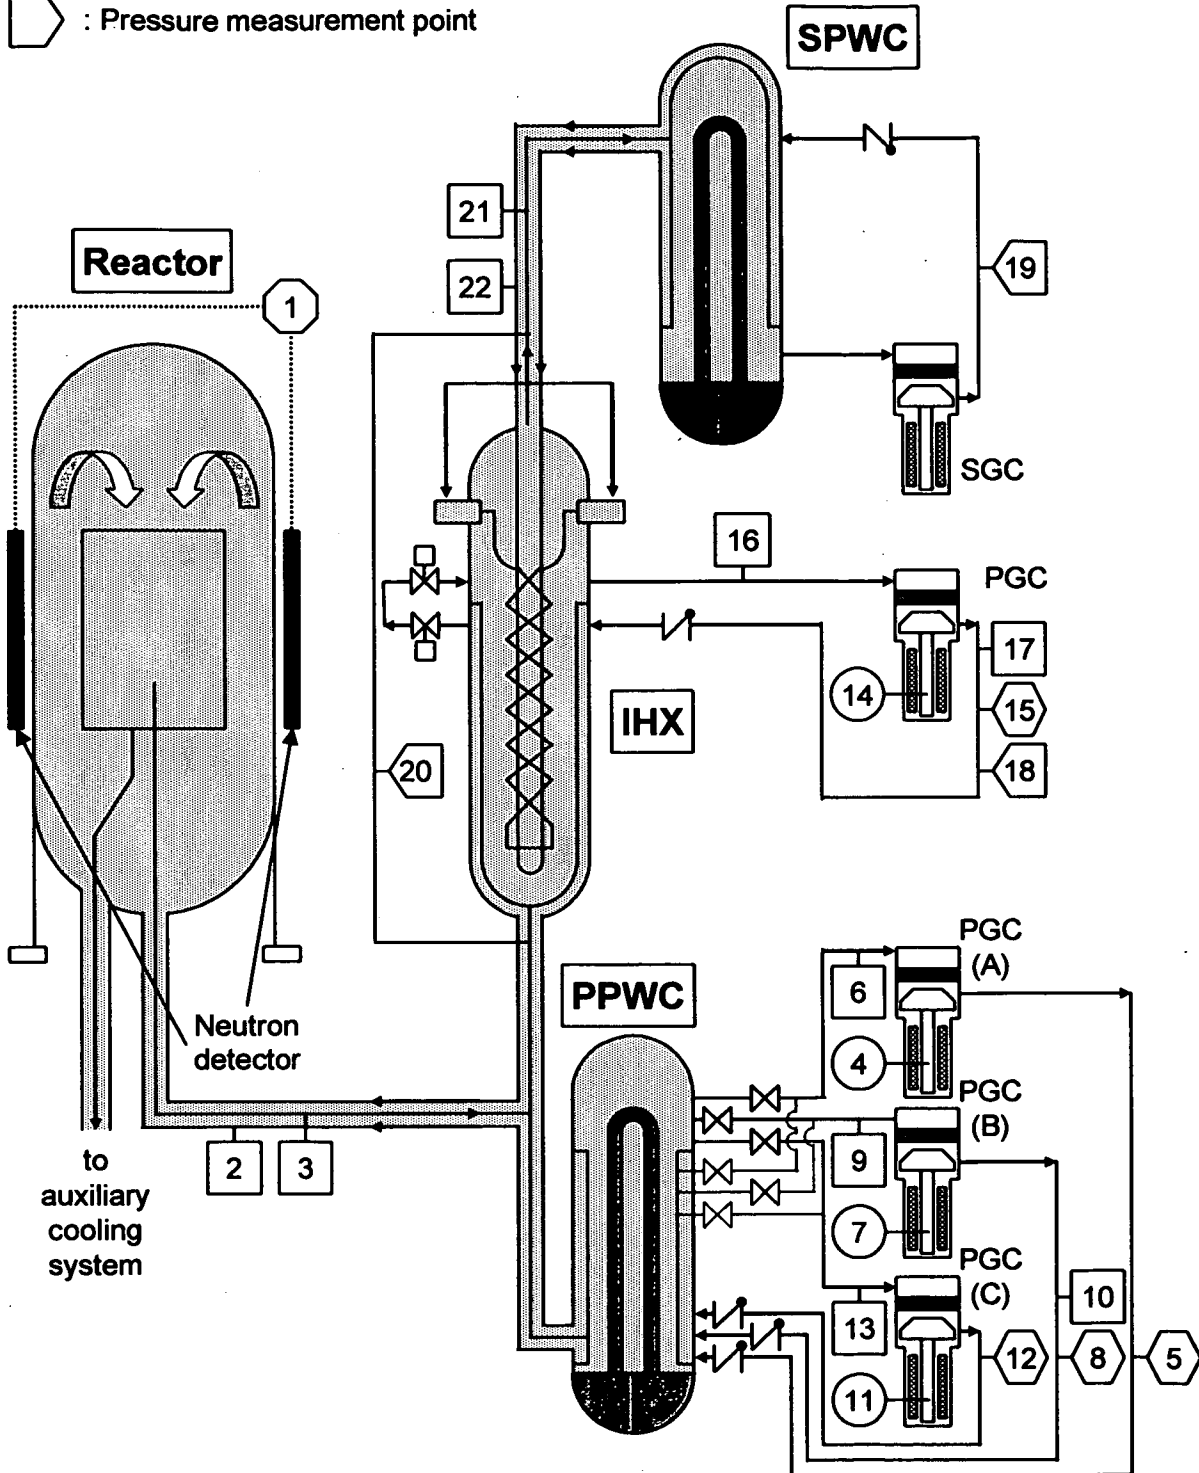 : Pressure measurement point
SPWC
21
19
Reactor
22
1
SGC
16
PGC
17
14
15
IHX
18
20
PGC
(A)
6
PPWC
Neutron
detector
4
PGC
(B)
to
auxiliary
cooling
system
2
3
9
7
PGC
(C)
10
13
12
8
5
11